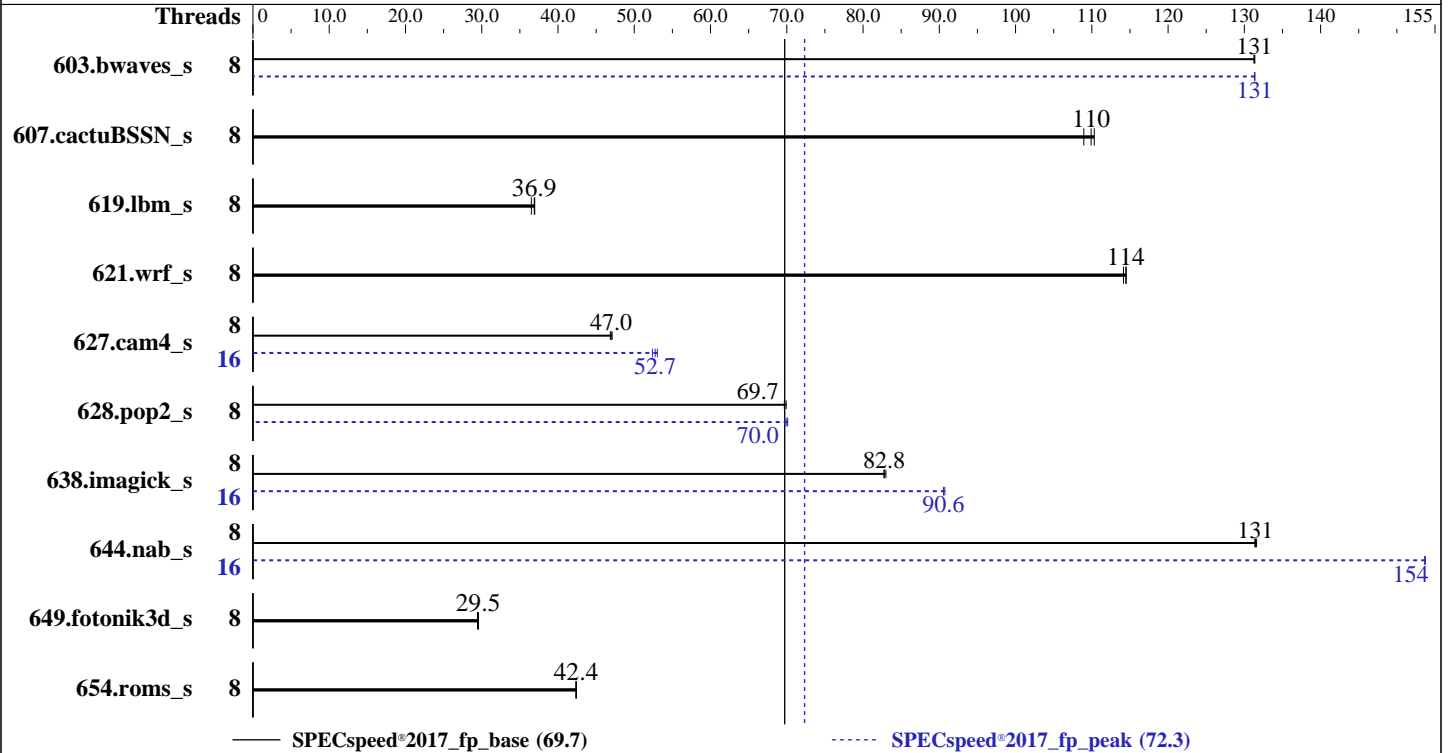 Threads 0 10.0 20.0 30.0 40.0 50.0 60.0 70.0 80.0 90.0 100 110 120 130 140 155
603.bwaves_s 8 131
131
607.cactuBSSN_s 8 110
619.lbm_s 8 36.9
621.wrf_s 8 114
627.cam4_s 8 47.0
16 52.7
628.pop2_s 8 69.7
70.0
638.imagick_s 8 82.8
16 90.6
644.nab_s 8 131
16 154
649.fotonik3d_s 8 29.5
654.roms_s 8 42.4
SPECspeed®2017_fp_base (69.7) SPECspeed®2017_fp_peak (72.3)